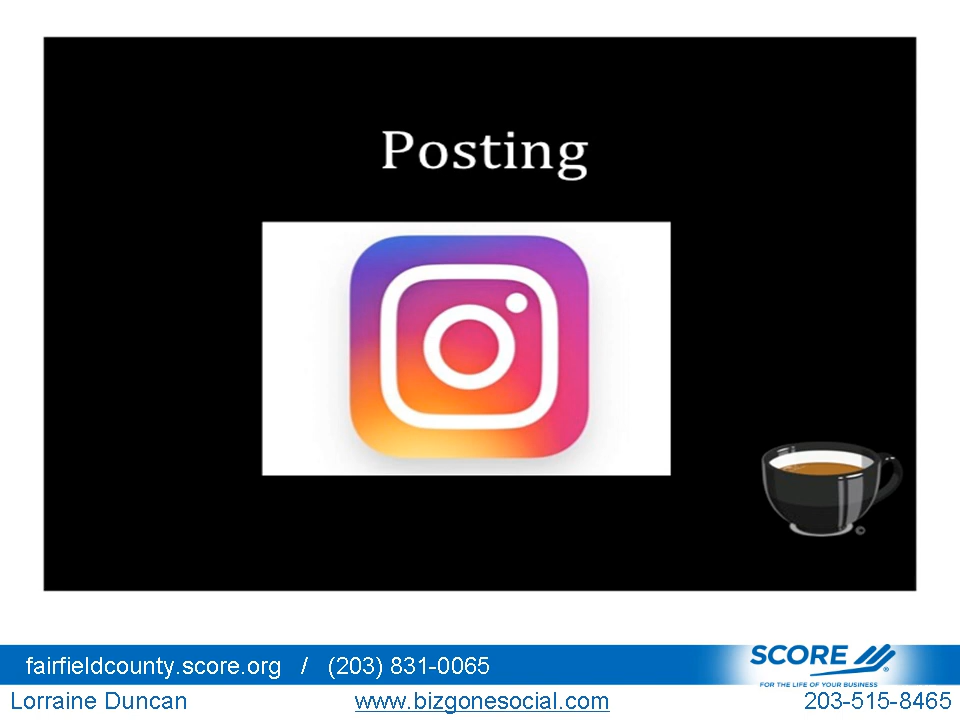 Posting
©
fairfieldcounty.score.org / (203) 831-0065
SCORE
FOR THE LIFE OF YOUR BUSINESS
Lorraine Duncan www.bizgonesocial.com 203-515-8465